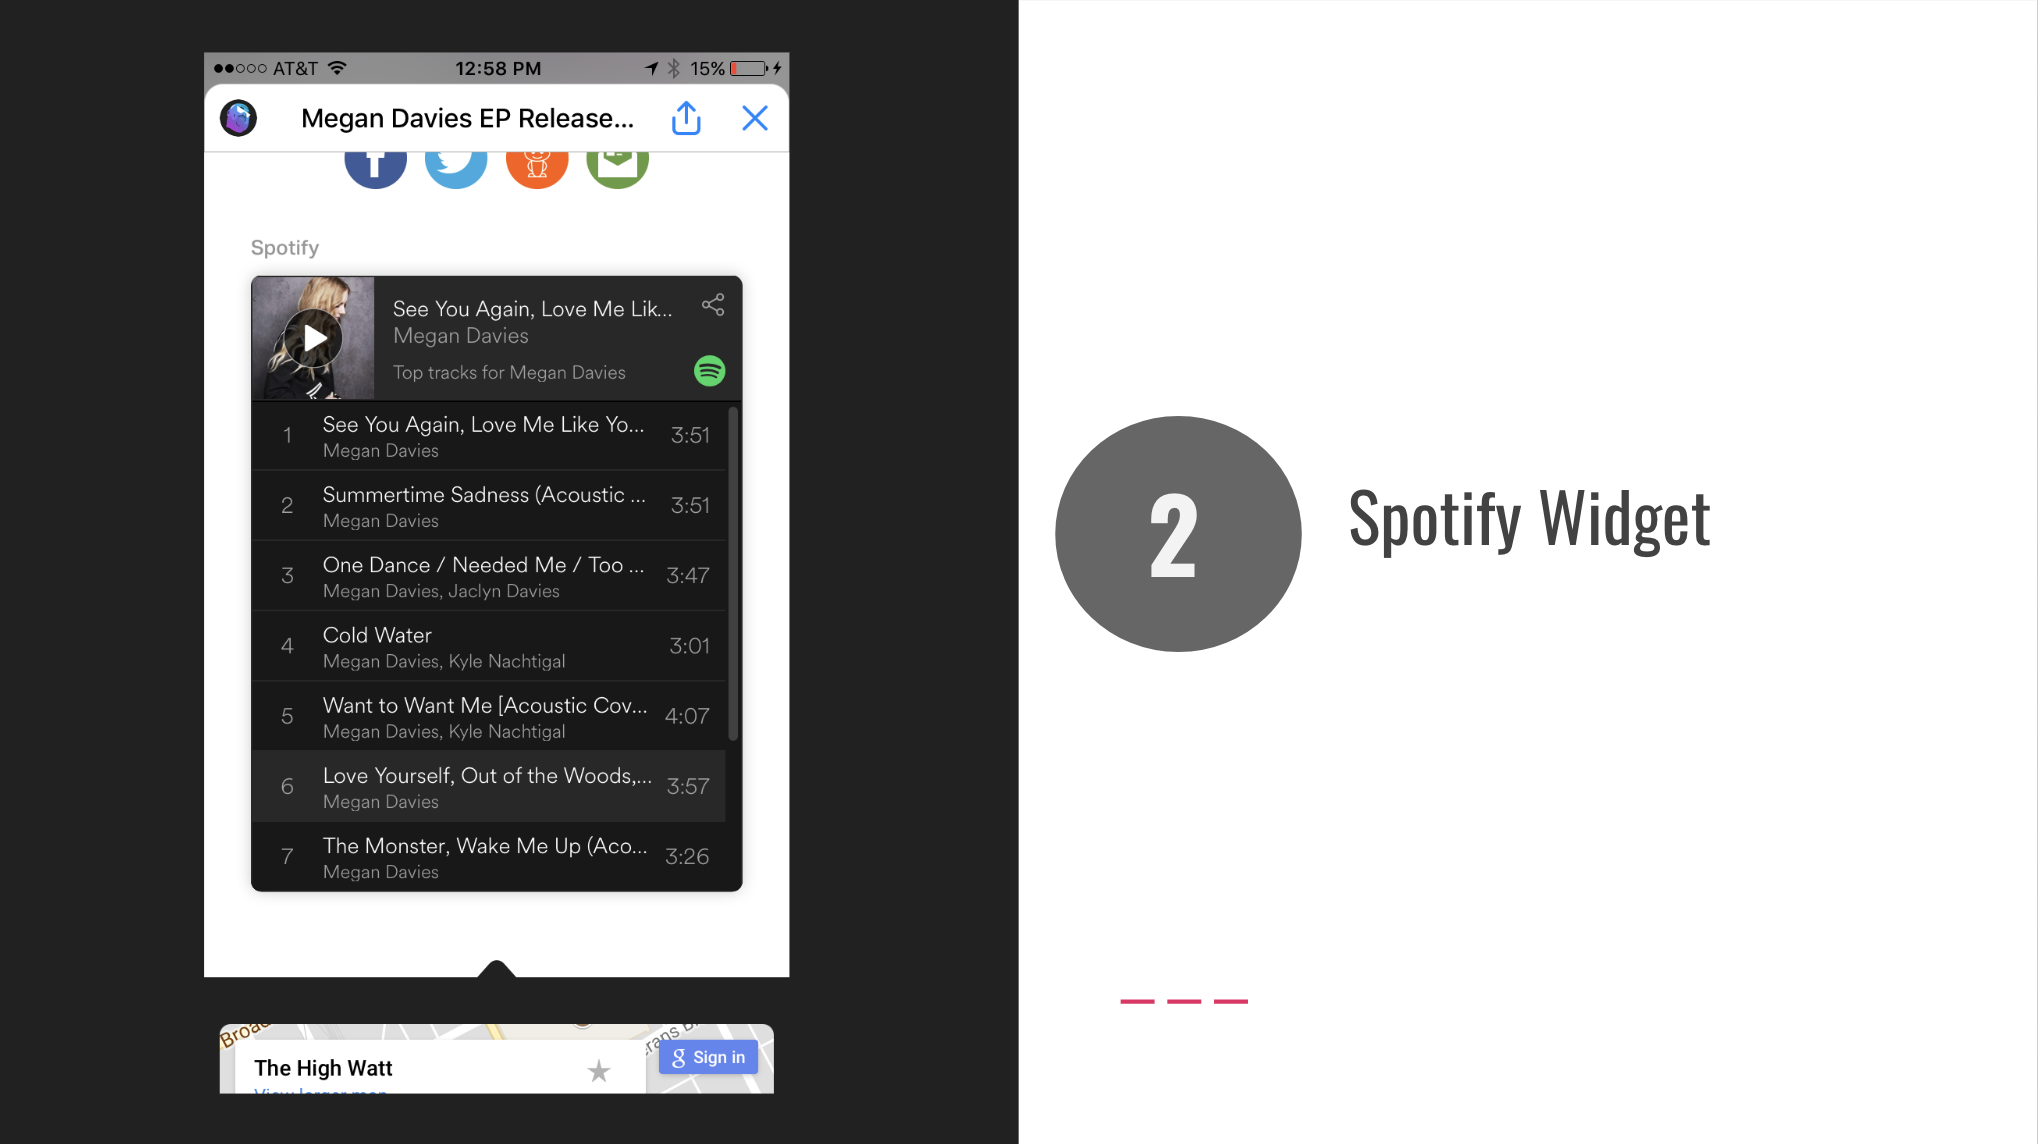 AT&T 12:58 PM 15%
Megan Davies EP Release...
Spotify
See You Again, Love Me Lik...
Megan Davies
Top tracks for Megan Davies
1 See You Again, Love Me Like Yo... 3:51
Megan Davies
2 Summertime Sadness (Acoustic ... 3:51
Megan Davies
3 One Dance / Needed Me / Too ... 3:47
Megan Davies, Jaclyn Davies
4 Cold Water 3:01
Megan Davies, Kyle Nachtigal
5 Want to Want Me [Acoustic Cov... 4:07
Megan Davies, Kyle Nachtigal
6 Love Yourself, Out of the Woods,... 3:57
Megan Davies
7 The Monster, Wake Me Up (Aco... 3:26
Megan Davies
The High Watt
Sign in
View larger map
2 Spotify Widget